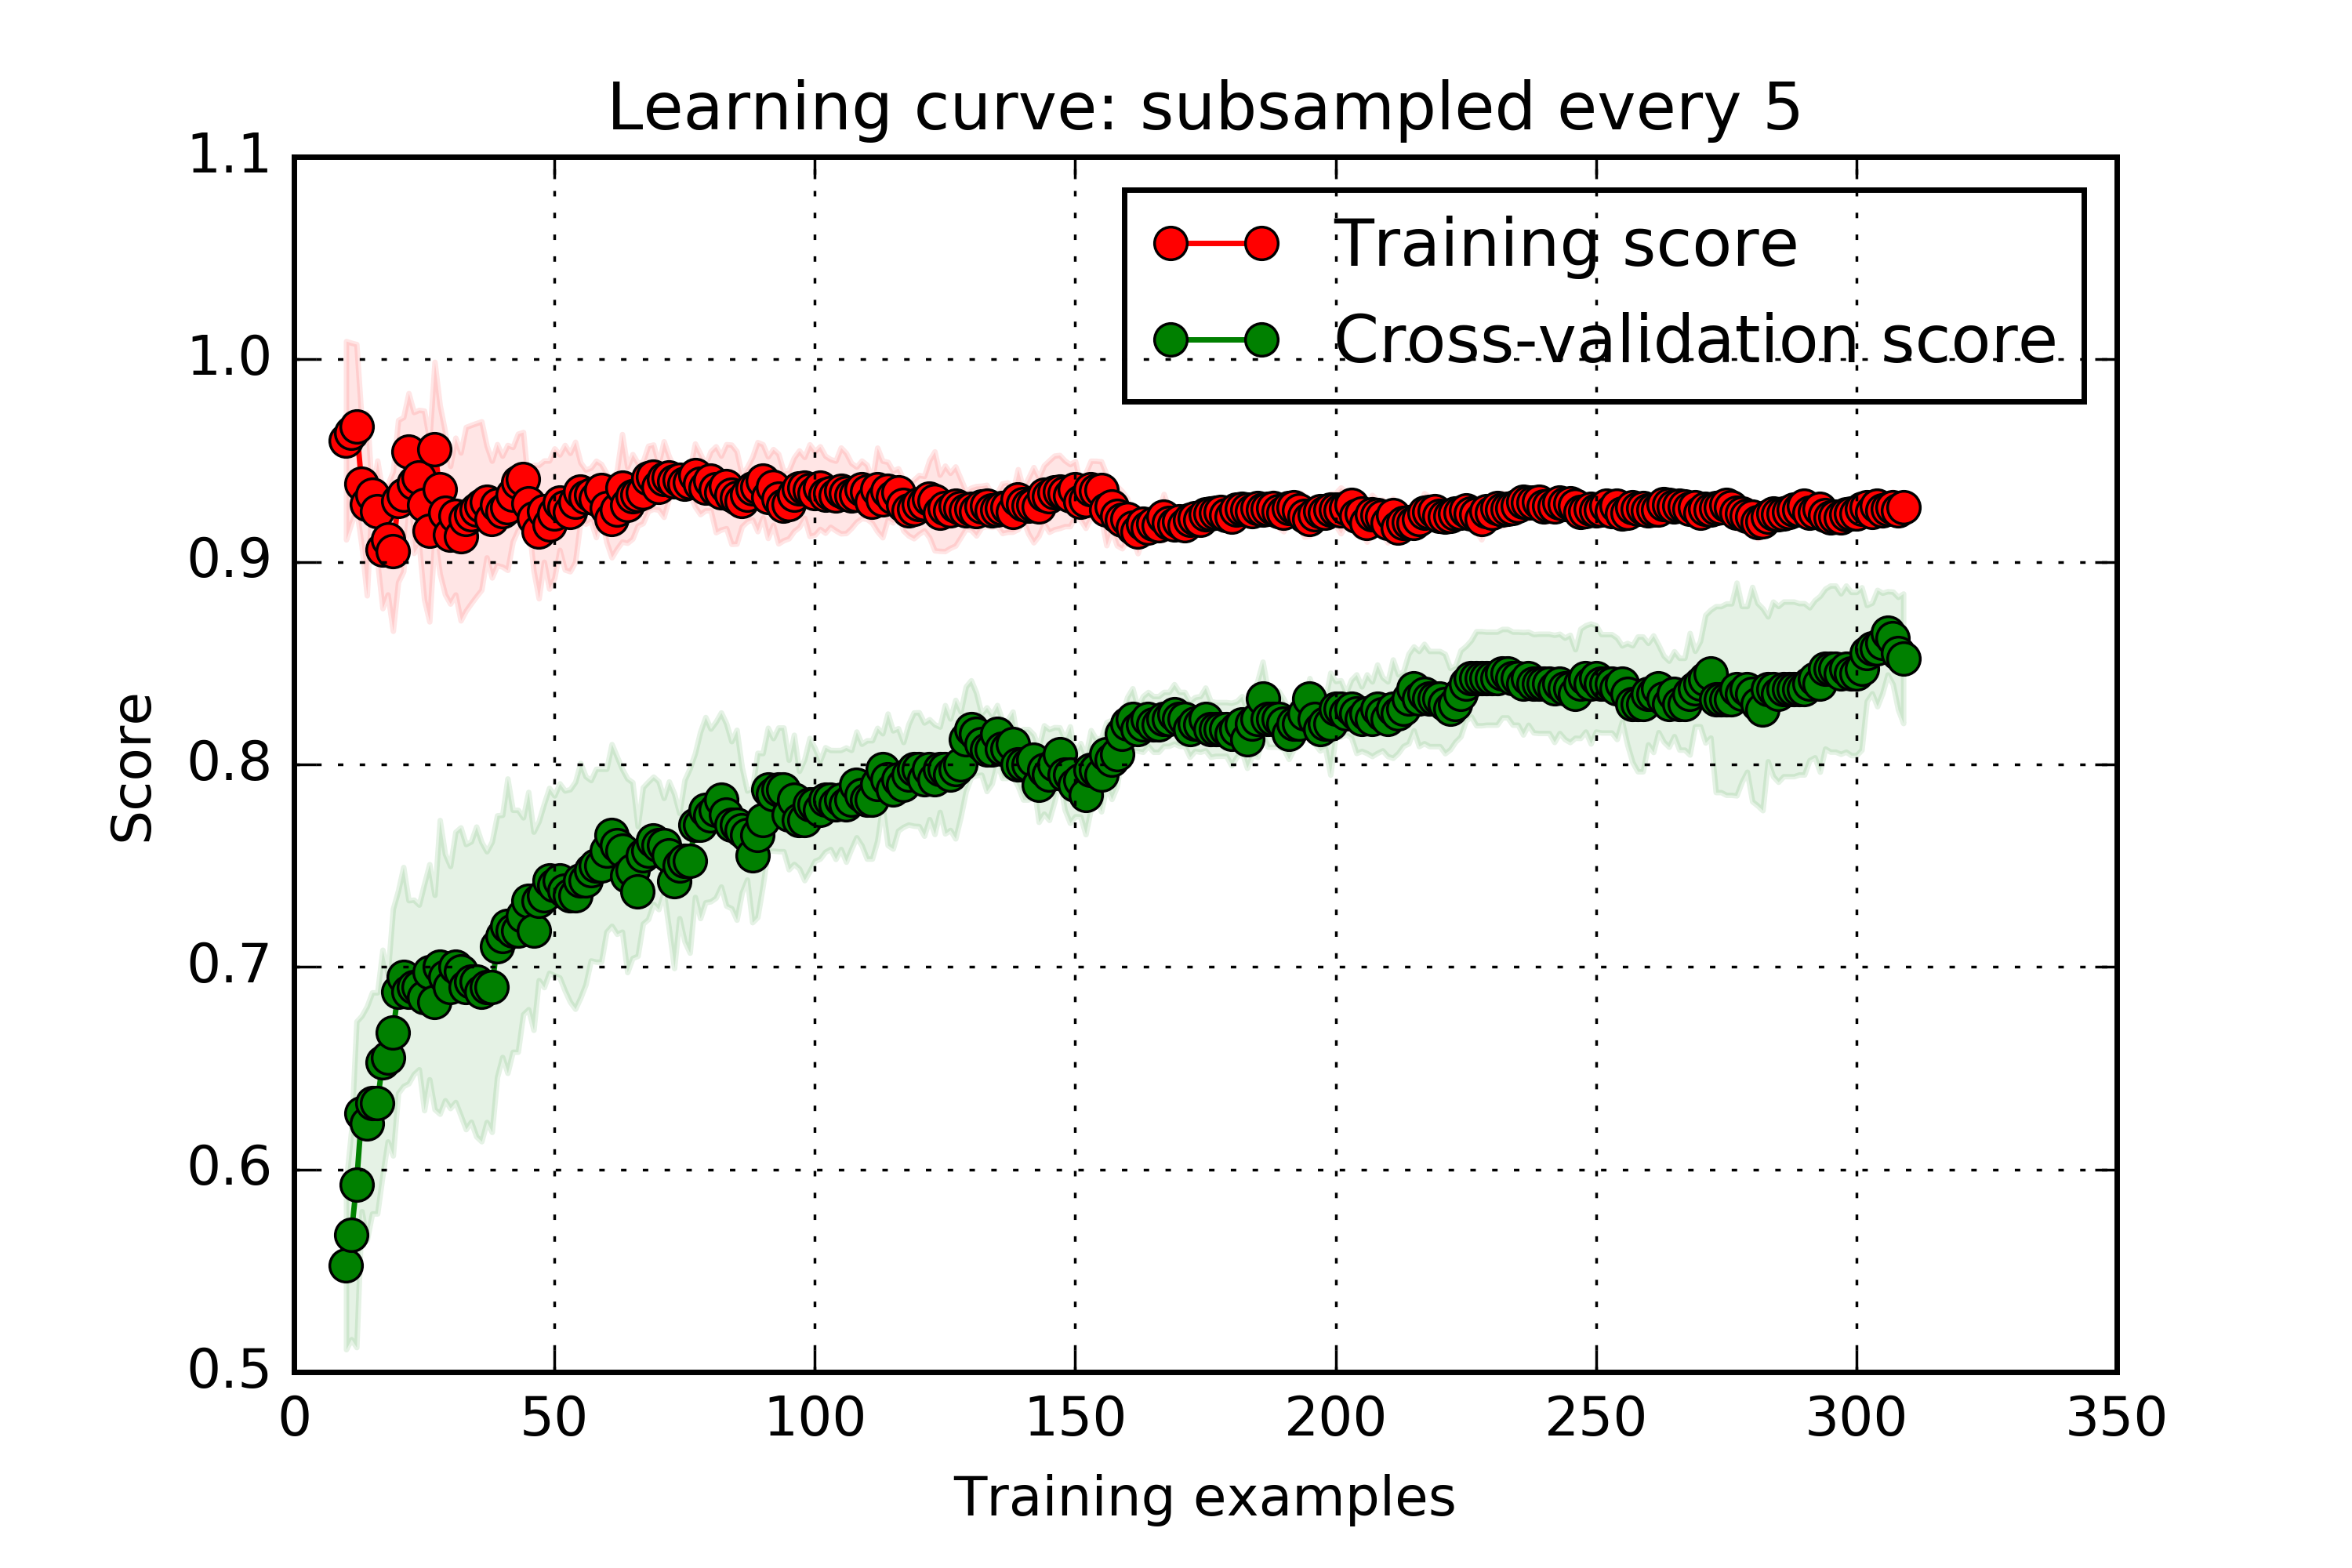 Learning curve: subsampled every 5
1.1
1.0
0.9
0.8
0.7
0.6
0.5
Score
Training score
Cross-validation score
0 50 100 150 200 250 300 350
Training examples